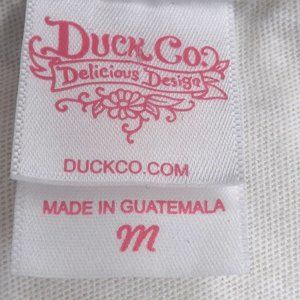 DUCK CO.
Delicious Design
DUCKCO.COM
MADE IN GUATEMALA
M